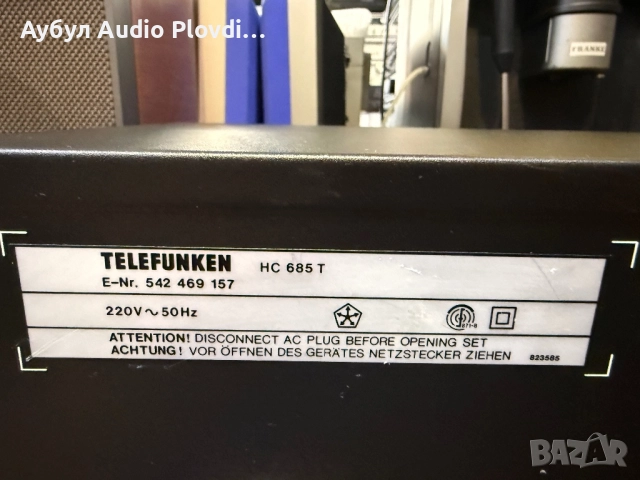 Аубул Audio Plovdi...
FRANKE
TELEFUNKEN HC 685 T
E-Nr. 542 469 157
220V ~ 50Hz
ATTENTION! DISCONNECT AC PLUG BEFORE OPENING SET
ACHTUNG! VOR ÖFFNEN DES GERÄTES NETZSTECKER ZIEHEN 823585
BAZAR